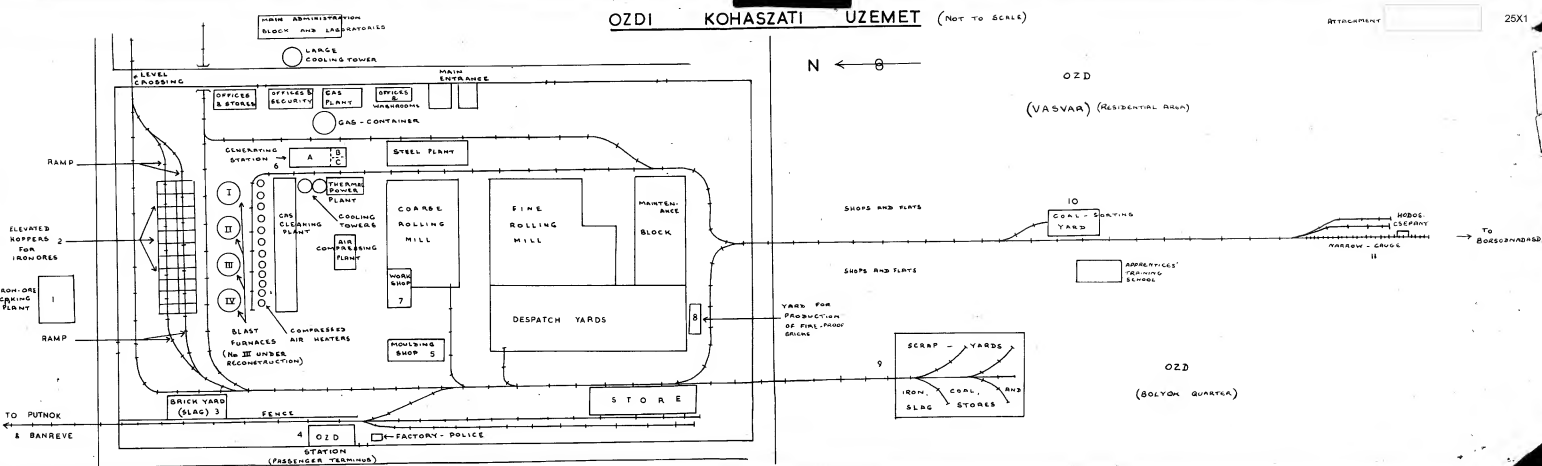 OZDI KOHASZATI UZEMET (NOT TO SCALE)
ATTACHMENT
25X1
MAIN ADMINISTRATION
BLOCK AND LABORATORIES
LARGE
COOLING TOWER
LEVEL
CROSSING
MAIN
ENTRANCE
N
OZD
(VASVAR) (RESIDENTIAL AREA)
OFFICES
& STORES
OFFICES &
SECURITY
GAS
PLANT
OFFICES
&
WASHROOMS
GAS-CONTAINER
GENERATING
STATION
6
A
B
C
STEEL PLANT
RAMP
I
II
III
IV
GAS
CLEANING
PLANT
THERMAL
POWER
PLANT
COOLING
TOWERS
AIR
COMPRESSING
PLANT
COARSE
ROLLING
MILL
FINE
ROLLING
MILL
MAINTEN-
ANCE
BLOCK
SHOPS AND FLATS
10
COAL-SORTING
YARD
HODOS
CSEPANY
TO
BORSODNADASD
NARROW-GAUGE
11
SHOPS AND FLATS
APPRENTICES'
TRAINING
SCHOOL
ELEVATED
HOPPERS 2
FOR
IRON ORES
IRON-ORE
CAKING
PLANT
1
WORK
SHOP
7
DESPATCH YARDS
8
YARD FOR
PRODUCTION
OF FIRE-PROOF
BRICKS
RAMP
BLAST
FURNACES
(No III UNDER
RECONSTRUCTION)
COMPRESSED
AIR HEATERS
MOULDING
SHOP 5
SCRAP-YARDS
9
IRON, COAL, AND
SLAG STORES
OZD
(BOLYOK QUARTER)
BRICK YARD
(SLAG) 3
FENCE
STORE
TO PUTNOK
& BANREVE
4
OZD
STATION
(PASSENGER TERMINUS)
FACTORY-POLICE